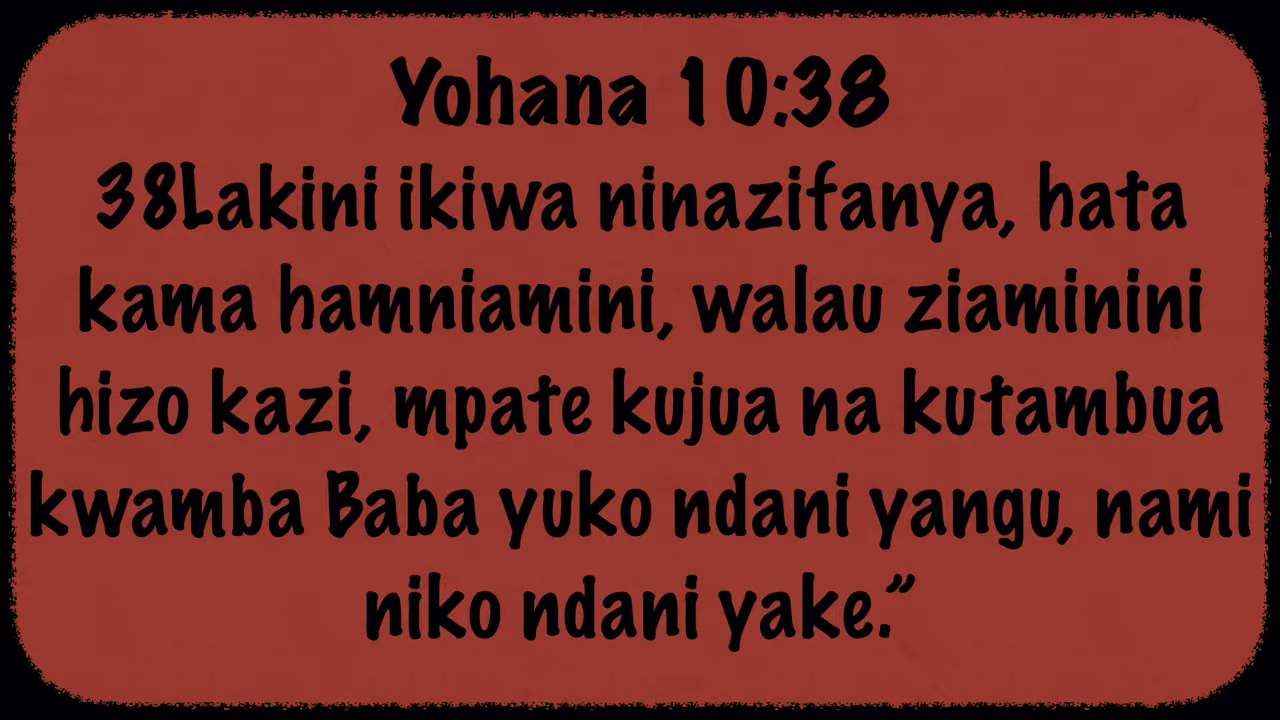 Yohana 10:38
38Lakini ikiwa ninazifanya, hata
kama hamniamini, walau ziaminini
hizo kazi, mpate kujua na kutambua
kwamba Baba yuko ndani yangu, nami
niko ndani yake.”